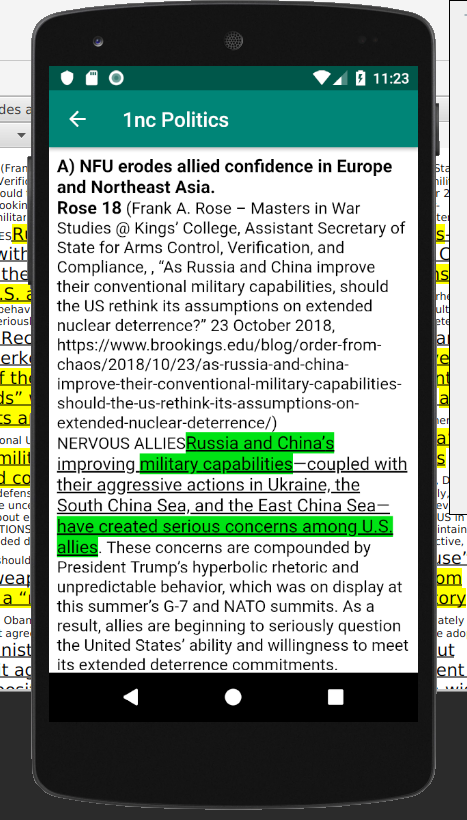 11:23
1nc Politics
A) NFU erodes allied confidence in Europe
and Northeast Asia.
Rose 18 (Frank A. Rose – Masters in War
Studies @ Kings’ College, Assistant Secretary of
State for Arms Control, Verification, and
Compliance, , “As Russia and China improve
their conventional military capabilities, should
the US rethink its assumptions on extended
nuclear deterrence?” 23 October 2018,
https://www.brookings.edu/blog/order-from-
chaos/2018/10/23/as-russia-and-china-
improve-their-conventional-military-capabilities-
should-the-us-rethink-its-assumptions-on-
extended-nuclear-deterrence/)
NERVOUS ALLIESRussia and China’s
improving military capabilities—coupled with
their aggressive actions in Ukraine, the
South China Sea, and the East China Sea—
have created serious concerns among U.S.
allies. These concerns are compounded by
President Trump’s hyperbolic rhetoric and
unpredictable behavior, which was on display at
this summer’s G-7 and NATO summits. As a
result, allies are beginning to seriously question
the United States’ ability and willingness to meet
its extended deterrence commitments.